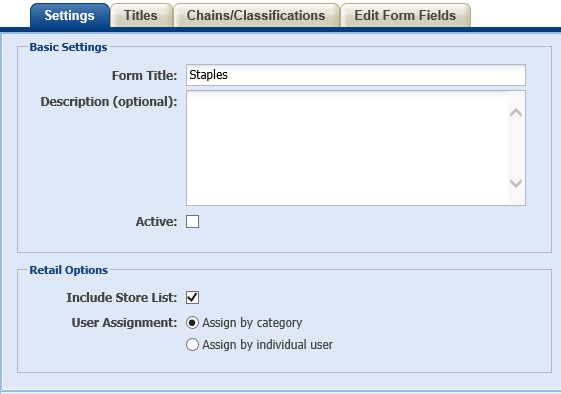 Settings Titles Chains/Classifications Edit Form Fields
Basic Settings
Form Title: Staples
Description (optional):
Active:
Retail Options
Include Store List:
User Assignment: Assign by category
Assign by individual user